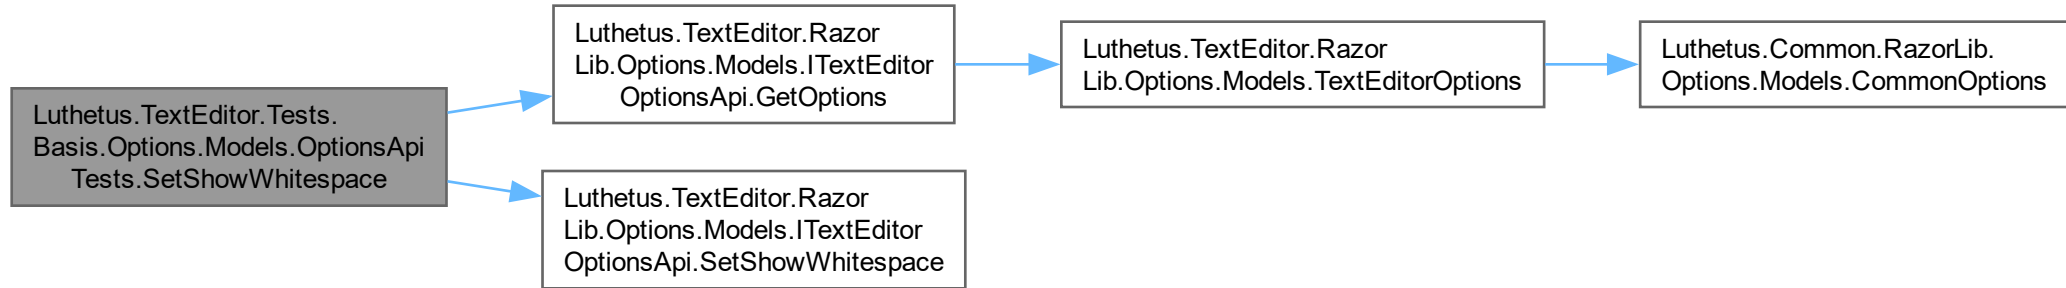 Luthetus.TextEditor.Tests.
Basis.Options.Models.OptionsApi
Tests.SetShowWhitespace
Luthetus.TextEditor.Razor
Lib.Options.Models.ITextEditor
OptionsApi.GetOptions
Luthetus.TextEditor.Razor
Lib.Options.Models.TextEditorOptions
Luthetus.Common.RazorLib.
Options.Models.CommonOptions
Luthetus.TextEditor.Razor
Lib.Options.Models.ITextEditor
OptionsApi.SetShowWhitespace